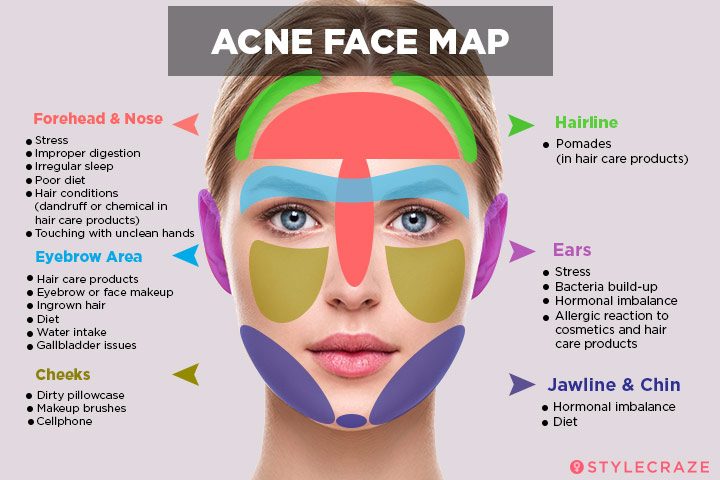 ACNE FACE MAP
Forehead & Nose
Stress
Improper digestion
Irregular sleep
Poor diet
Hair conditions
(dandruff or chemical in
hair care products)
Touching with unclean hands
Eyebrow Area
Hair care products
Eyebrow or face makeup
Ingrown hair
Diet
Water intake
Gallbladder issues
Cheeks
Dirty pillowcase
Makeup brushes
Cellphone
Hairline
Pomades
(in hair care products)
Ears
Stress
Bacteria build-up
Hormonal imbalance
Allergic reaction to
cosmetics and hair
care products
Jawline & Chin
Hormonal imbalance
Diet
STYLECRAZE